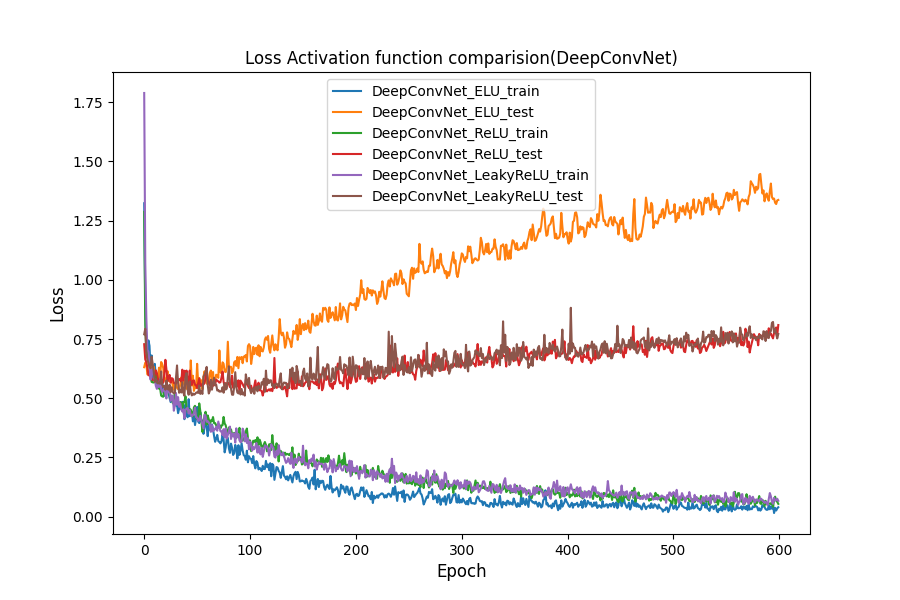 Loss Activation function comparision(DeepConvNet)
DeepConvNet_ELU_train
DeepConvNet_ELU_test
DeepConvNet_ReLU_train
DeepConvNet_ReLU_test
DeepConvNet_LeakyReLU_train
DeepConvNet_LeakyReLU_test
1.75
1.50
1.25
1.00
0.75
0.50
0.25
0.00
Loss
0 100 200 300 400 500 600
Epoch